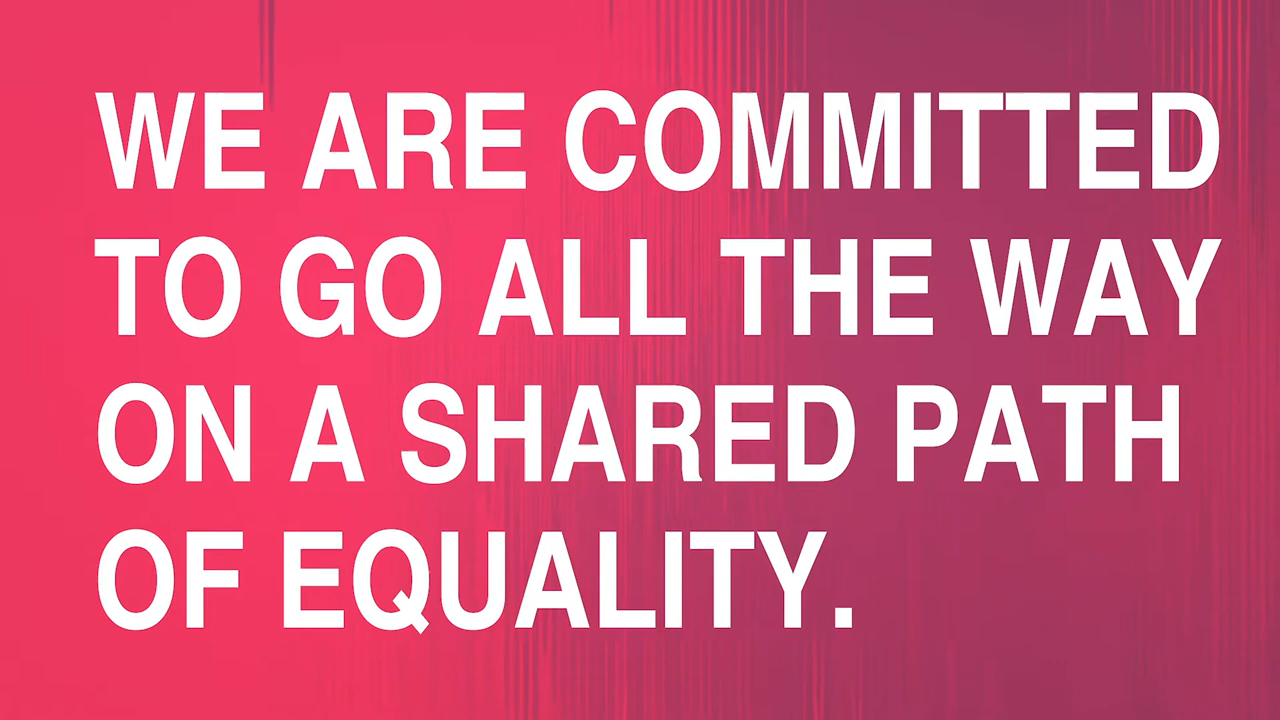 WE ARE COMMITTED
TO GO ALL THE WAY
ON A SHARED PATH
OF EQUALITY.